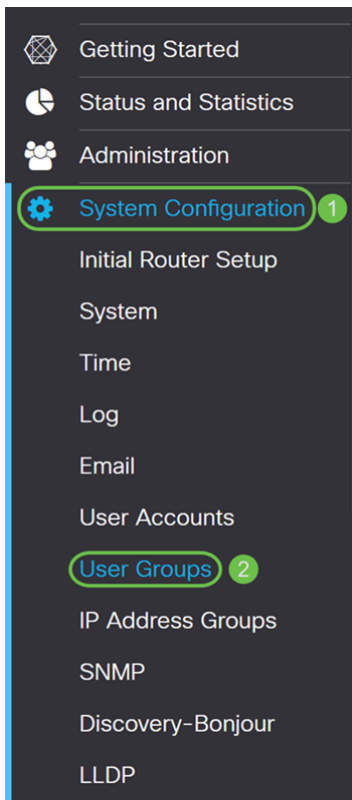 Getting Started
Status and Statistics
Administration
System Configuration 1
Initial Router Setup
System
Time
Log
Email
User Accounts
User Groups 2
IP Address Groups
SNMP
Discovery-Bonjour
LLDP